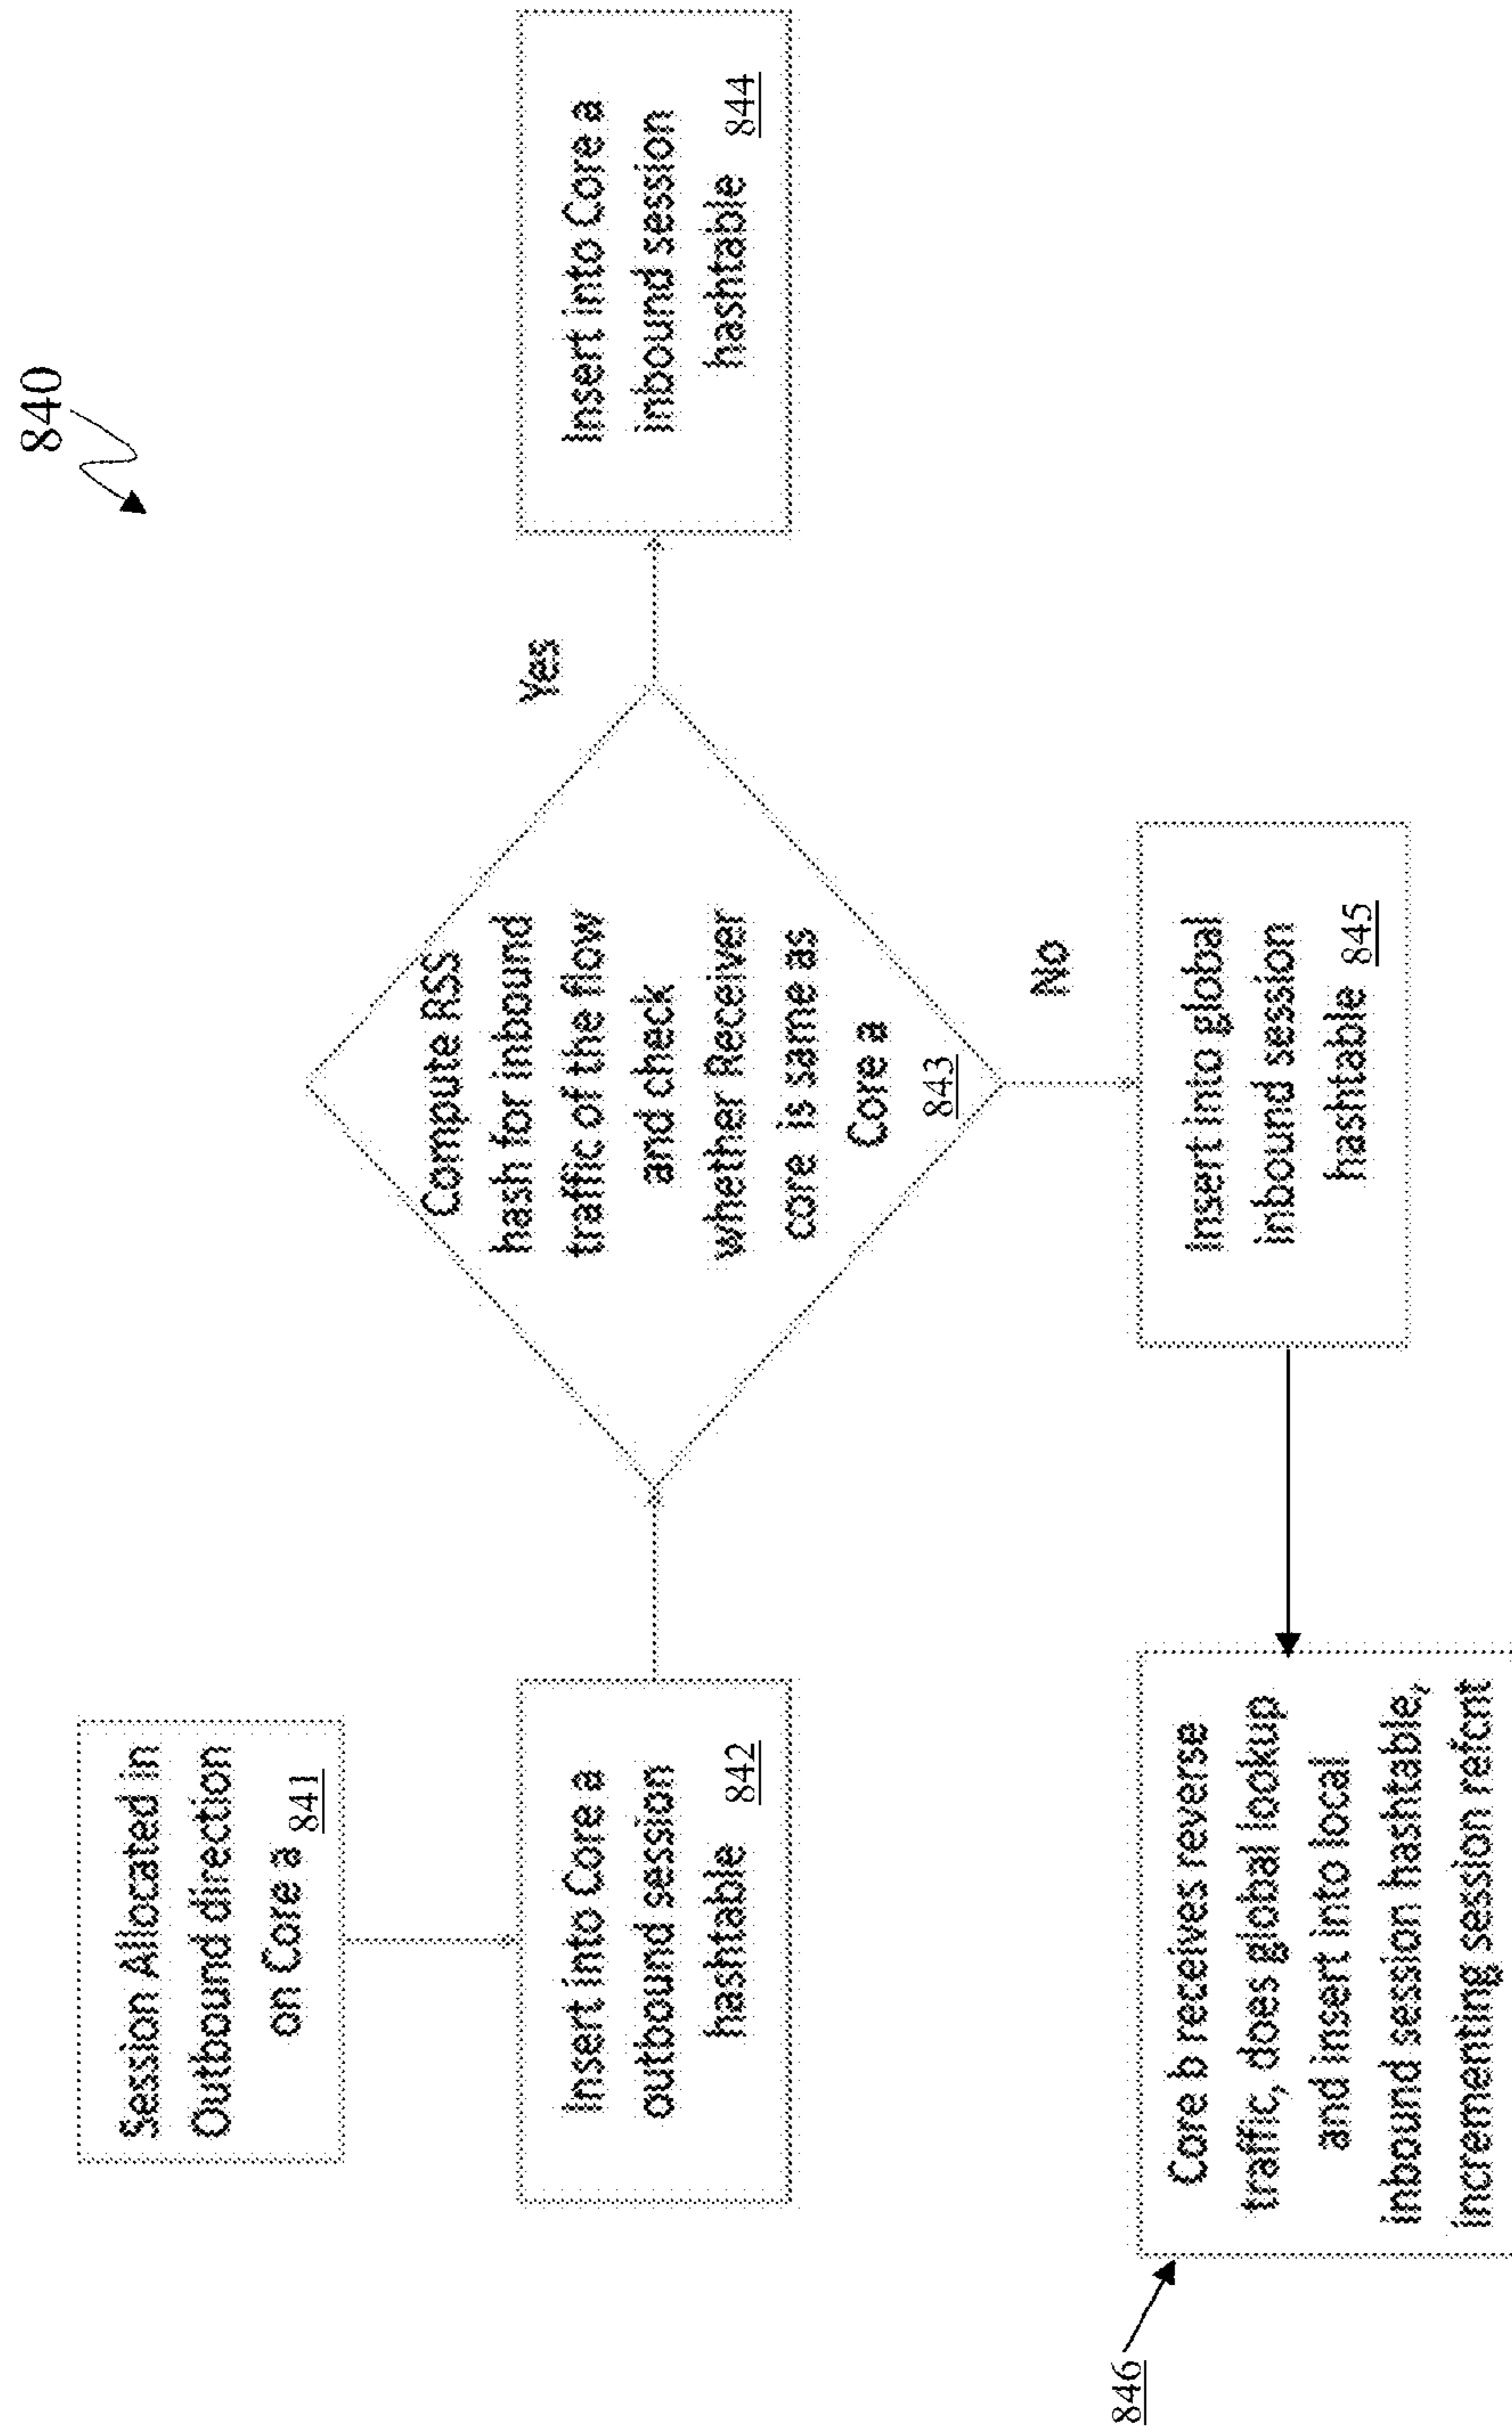 840
Session Allocated in
Outbound direction
on Core a
841
Insert into Core a
outbound session
hashtable 842
Compute RSS
hash for inbound
traffic of the flow
and check
whether Receiver
core is same as
Core a
843
Yes
Insert into Core a
inbound session
hashtable 844
No
Insert into global
inbound session
hashtable 845
Core b receives reverse
traffic, does global lookup
and insert into local
inbound session hashtable,
incrementing session refcnt
846